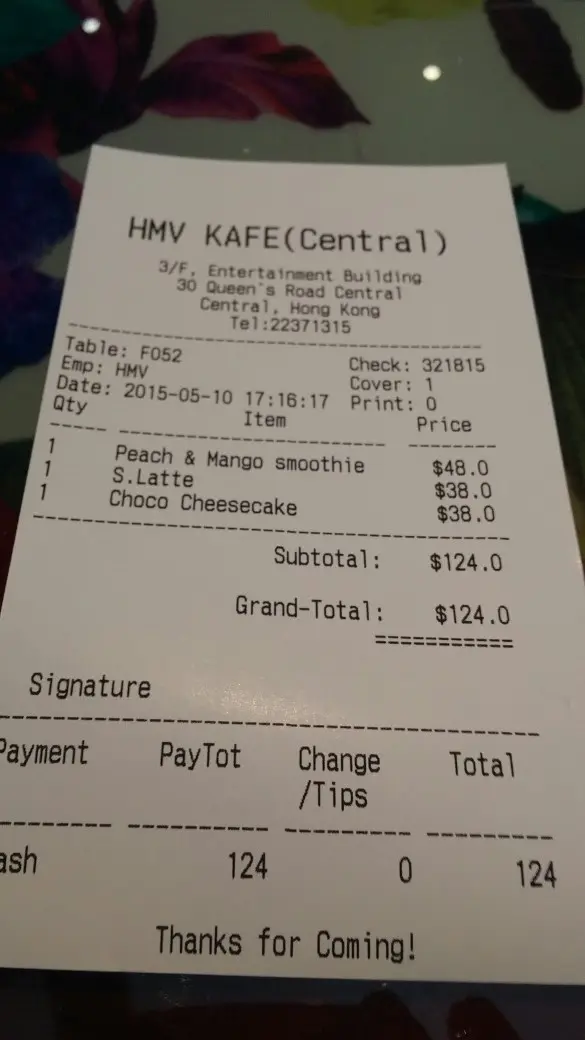 HMV KAFE(Central)
3/F, Entertainment Building
30 Queen's Road Central
Central, Hong Kong
Tel:22371315
Table: F052 Check: 321815
Emp: HMV Cover: 1
Date: 2015-05-10 17:16:17 Print: 0
Qty Item Price
1 Peach & Mango smoothie $48.0
1 S.Latte $38.0
1 Choco Cheesecake $38.0
Subtotal: $124.0
Grand-Total: $124.0
===========
Signature
Payment PayTot Change Total
/Tips
ash 124 0 124
Thanks for Coming!